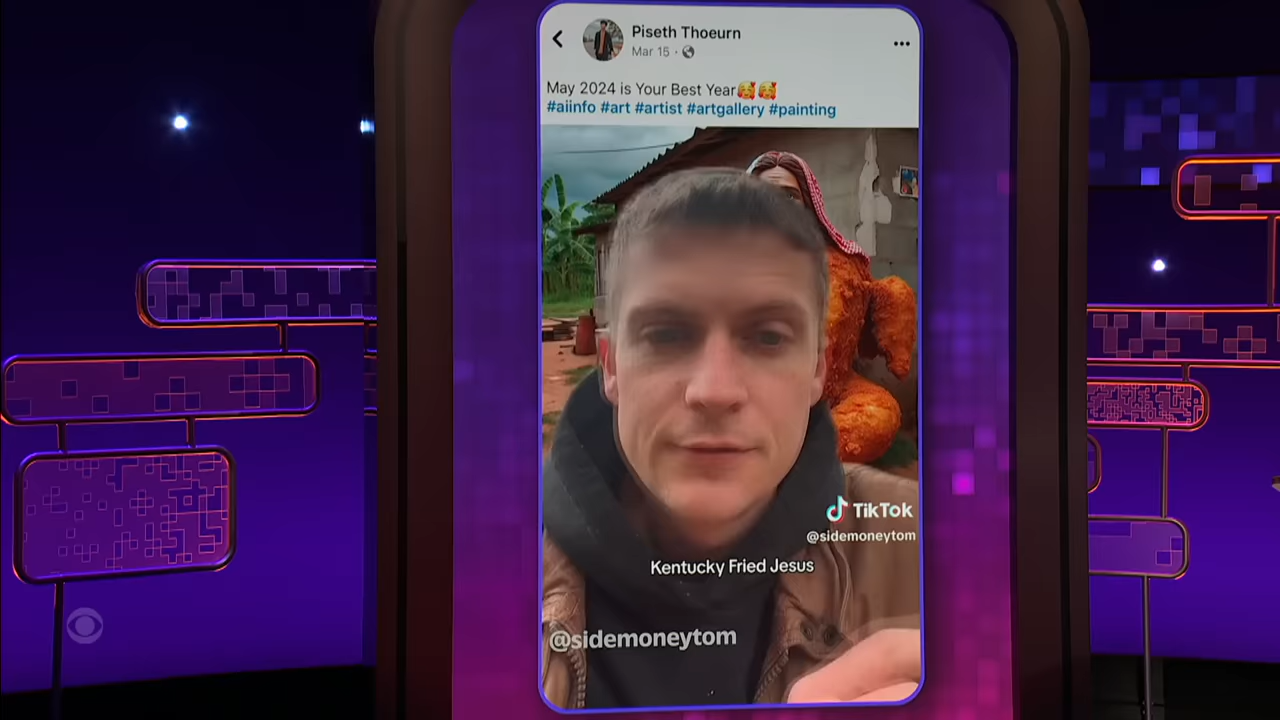 Piseth Thoeurn
Mar 15 ·
May 2024 is Your Best Year🥰🥰
#aiinfo #art #artist #artgallery #painting
TikTok
@sidemoneytom
Kentucky Fried Jesus
@sidemoneytom